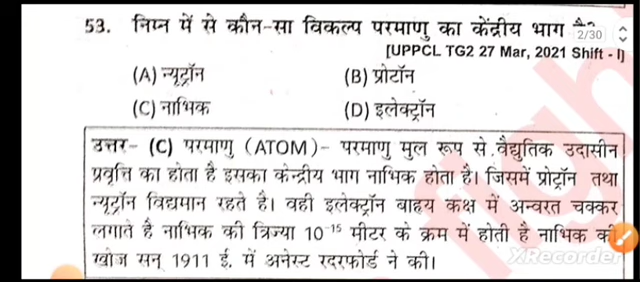 53. निम्न में से कौन-सा विकल्प परमाणु का केंद्रीय भाग है?
2/30
[UPPCL TG2 27 Mar, 2021 Shift - I]
(A) न्यूट्रॉन (B) प्रोटॉन
(C) नाभिक (D) इलेक्ट्रॉन
उत्तर- (C) परमाणु (ATOM)- परमाणु मुल रूप से वैद्युतिक उदासीन
प्रवृत्ति का होता है इसका केन्द्रीय भाग नाभिक होता है। जिसमें प्रोट्रॉन तथा
न्यूट्रॉन विद्यमान रहते है। वही इलेक्ट्रॉन बाहृय कक्ष में अन्वरत चक्कर
लगाते है नाभिक की त्रिज्या 10⁻¹⁵ मीटर के क्रम में होती है नाभिक की
खोज सन् 1911 ई. में अनेस्ट रदरफोर्ड ने की।
XRecorder